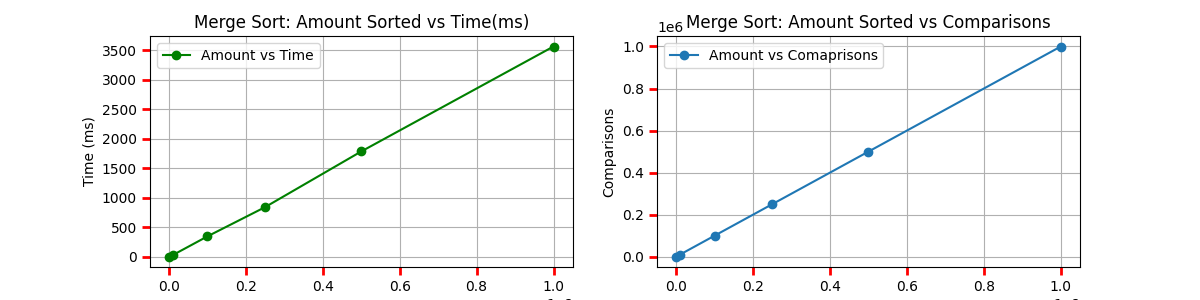 Merge Sort: Amount Sorted vs Time(ms)
Amount vs Time
Time (ms)
3500
3000
2500
2000
1500
1000
500
0
0.0 0.2 0.4 0.6 0.8 1.0
Merge Sort: Amount Sorted vs Comparisons
1e6
Amount vs Comaprisons
Comparisons
1.0
0.8
0.6
0.4
0.2
0.0
0.0 0.2 0.4 0.6 0.8 1.0